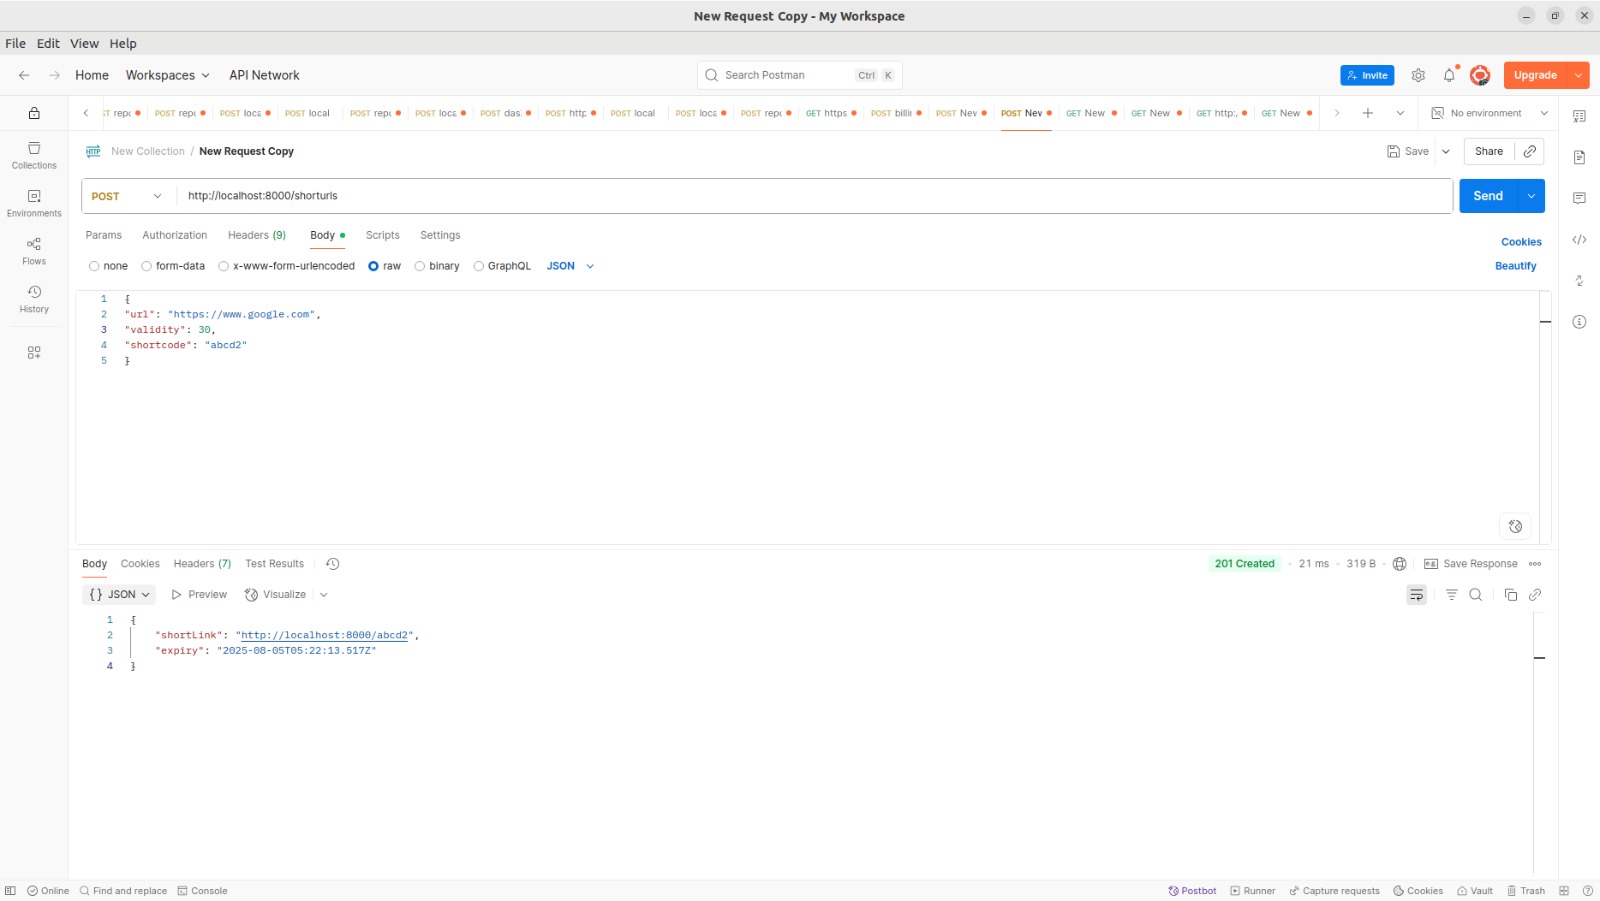 New Request Copy - My Workspace
File Edit View Help
Home Workspaces API Network Search Postman Ctrl K Invite Upgrade
POST repo POST repo POST loca POST local POST repo POST loca POST das POST http POST local POST loca POST repo GET https POST billi POST New POST New GET New GET New GET http:, GET New No environment
HTTP New Collection / New Request Copy Save Share
POST http://localhost:8000/shorturls Send
Params Authorization Headers (9) Body Scripts Settings Cookies
none form-data x-www-form-urlencoded raw binary GraphQL JSON Beautify
Collections
Environments
Flows
History
1 {
2 "url": "https://www.google.com",
3 "validity": 30,
4 "shortcode": "abcd2"
5 }
Body Cookies Headers (7) Test Results 201 Created • 21 ms • 319 B • Save Response
{} JSON Preview Visualize
1 {
2 "shortLink": "http://localhost:8000/abcd2",
3 "expiry": "2025-08-05T05:22:13.517Z"
4 }
Online Find and replace Console Postbot Runner Capture requests Cookies Vault Trash